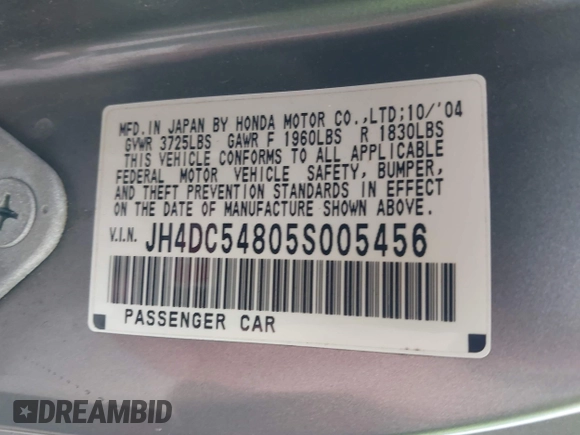 MFD. IN JAPAN BY HONDA MOTOR CO.,LTD;10/'04
GVWR 3725LBS GAWR F 1960LBS R 1830LBS
THIS VEHICLE CONFORMS TO ALL APPLICABLE
FEDERAL MOTOR VEHICLE SAFETY, BUMPER,
AND THEFT PREVENTION STANDARDS IN EFFECT
ON THE DATE OF MANUFACTURE SHOWN ABOVE.
V.I.N. JH4DC54805S005456
PASSENGER CAR
DREAMBID